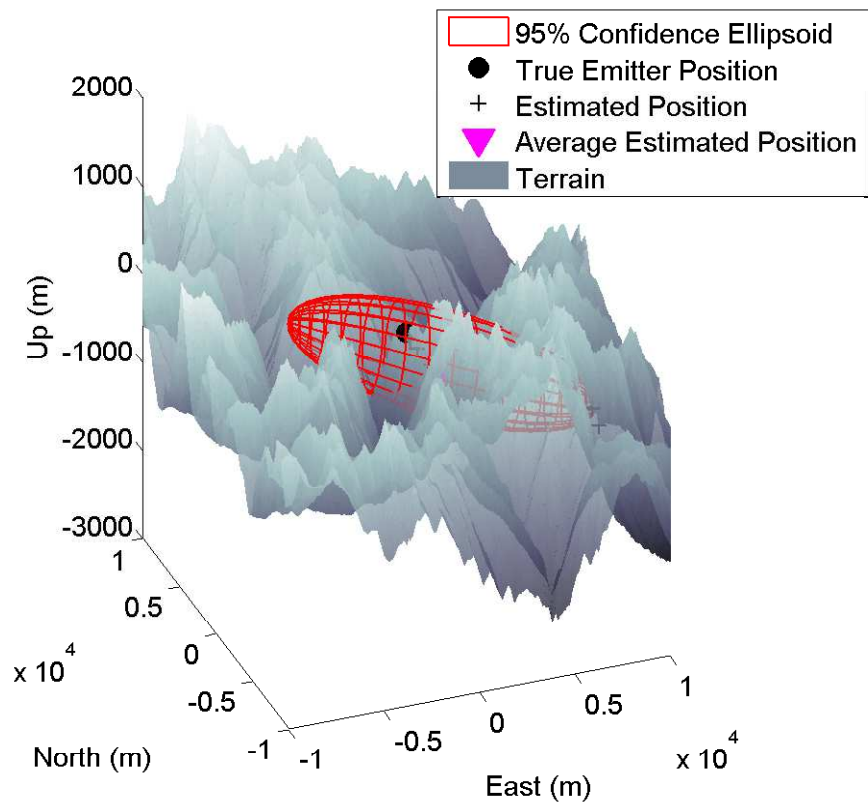 95% Confidence Ellipsoid
True Emitter Position
Estimated Position
Average Estimated Position
Terrain
2000
1000
0
-1000
-2000
-3000
Up (m)
1
0.5
0
-0.5
-1
x 10^4
North (m)
-1
-0.5
0
0.5
1
x 10^4
East (m)